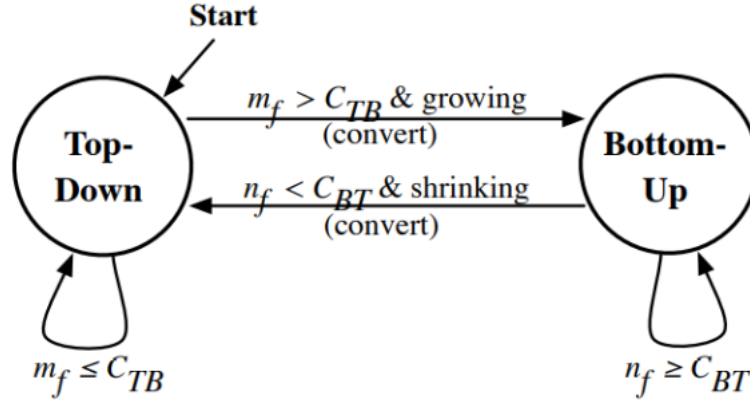 Start
m_f > C_TB & growing
(convert)
Top-
Down
Bottom-
Up
n_f < C_BT & shrinking
(convert)
m_f ≤ C_TB
n_f ≥ C_BT